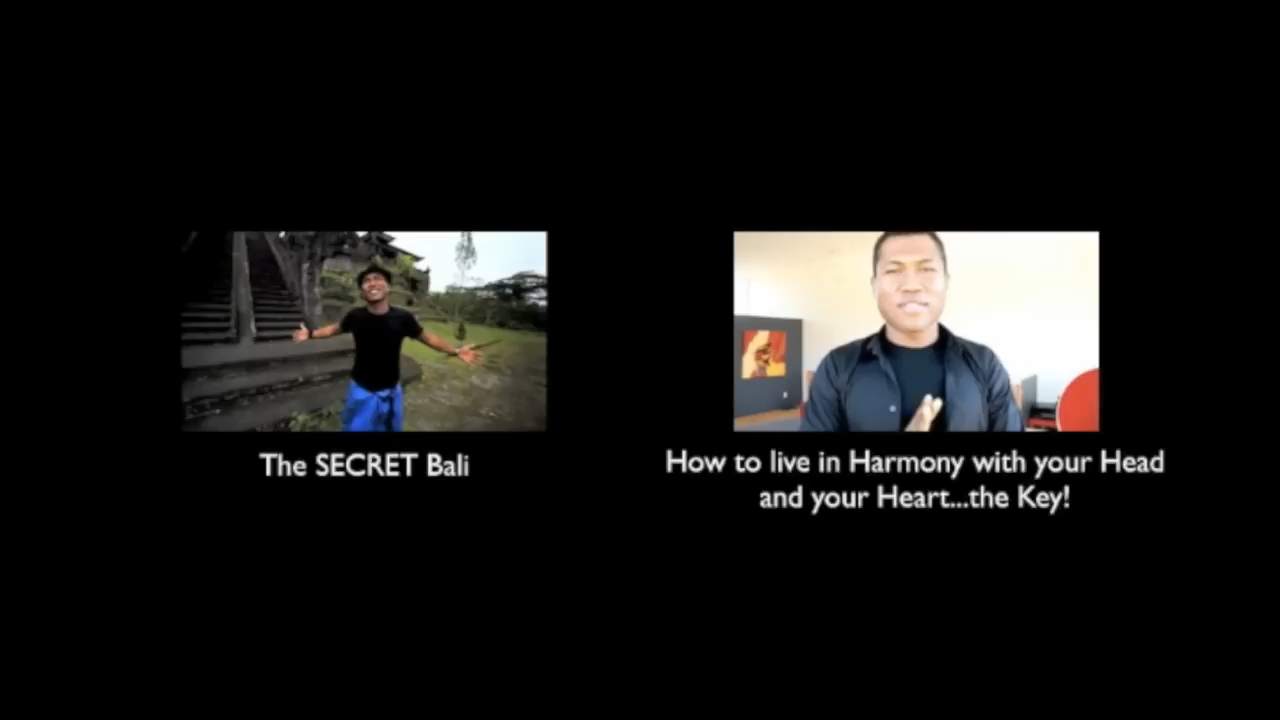 The SECRET Bali
How to live in Harmony with your Head
and your Heart...the Key!